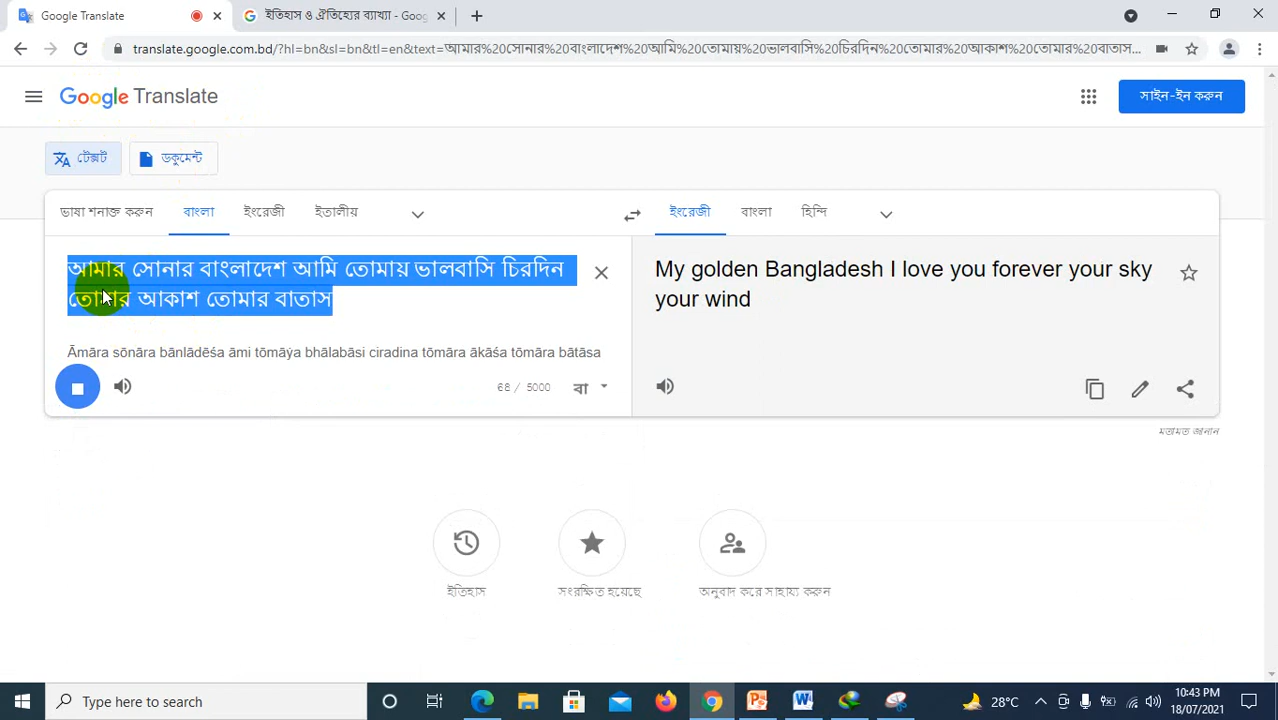 Google Translate
ইতিহাস ও ঐতিহ্যের ব্যাখ্যা - Goog
translate.google.com.bd/?hl=bn&sl=bn&tl=en&text=আমার%20সোনার%20বাংলাদেশ%20আমি%20তোমায়%20ভালবাসি%20চিরদিন%20তোমার%20আকাশ%20তোমার%20বাতাস...
Google Translate
সাইন-ইন করুন
টেক্সট ডকুমেন্ট
ভাষা শনাক্ত করুন বাংলা ইংরেজী ইতালীয় ইংরেজী বাংলা হিন্দি
আমার সোনার বাংলাদেশ আমি তোমায় ভালবাসি চিরদিন
তোমার আকাশ তোমার বাতাস
My golden Bangladesh I love you forever your sky
your wind
Āmāra sōnāra bānlādēśa āmi tōmāẏa bhālabāsi ciradina tōmāra ākāśa tōmāra bātāsa
68 / 5000 বা
মতামত জানান
ইতিহাস সংরক্ষিত হয়েছে অনুবাদ করে সাহায্য করুন
Type here to search
28°C
10:43 PM
18/07/2021